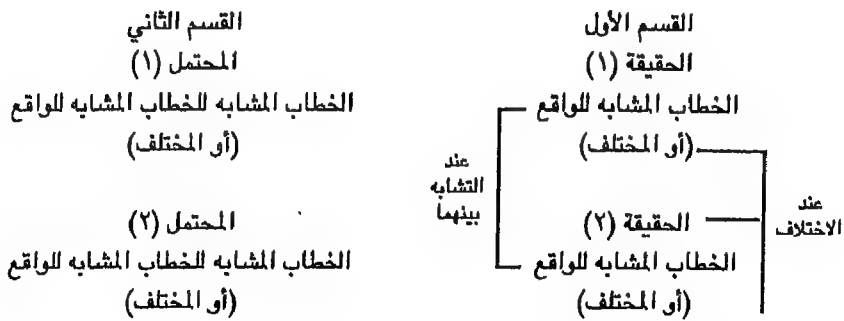 القسم الأول
الحقيقة (١)
الخطاب المشابه للواقع
(أو المختلف)
عند
التشابه
بينهما
عند
الاختلاف
الحقيقة (٢)
الخطاب المشابه للواقع
(أو المختلف)
القسم الثاني
المحتمل (١)
الخطاب المشابه للخطاب المشابه للواقع
(أو المختلف)
المحتمل (٢)
الخطاب المشابه للخطاب المشابه للواقع
(أو المختلف)